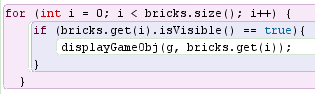 for (int i = 0; i < bricks.size(); i++) {
if (bricks.get(i).isVisible() == true){
displayGameObj(g, bricks.get(i));
}
}